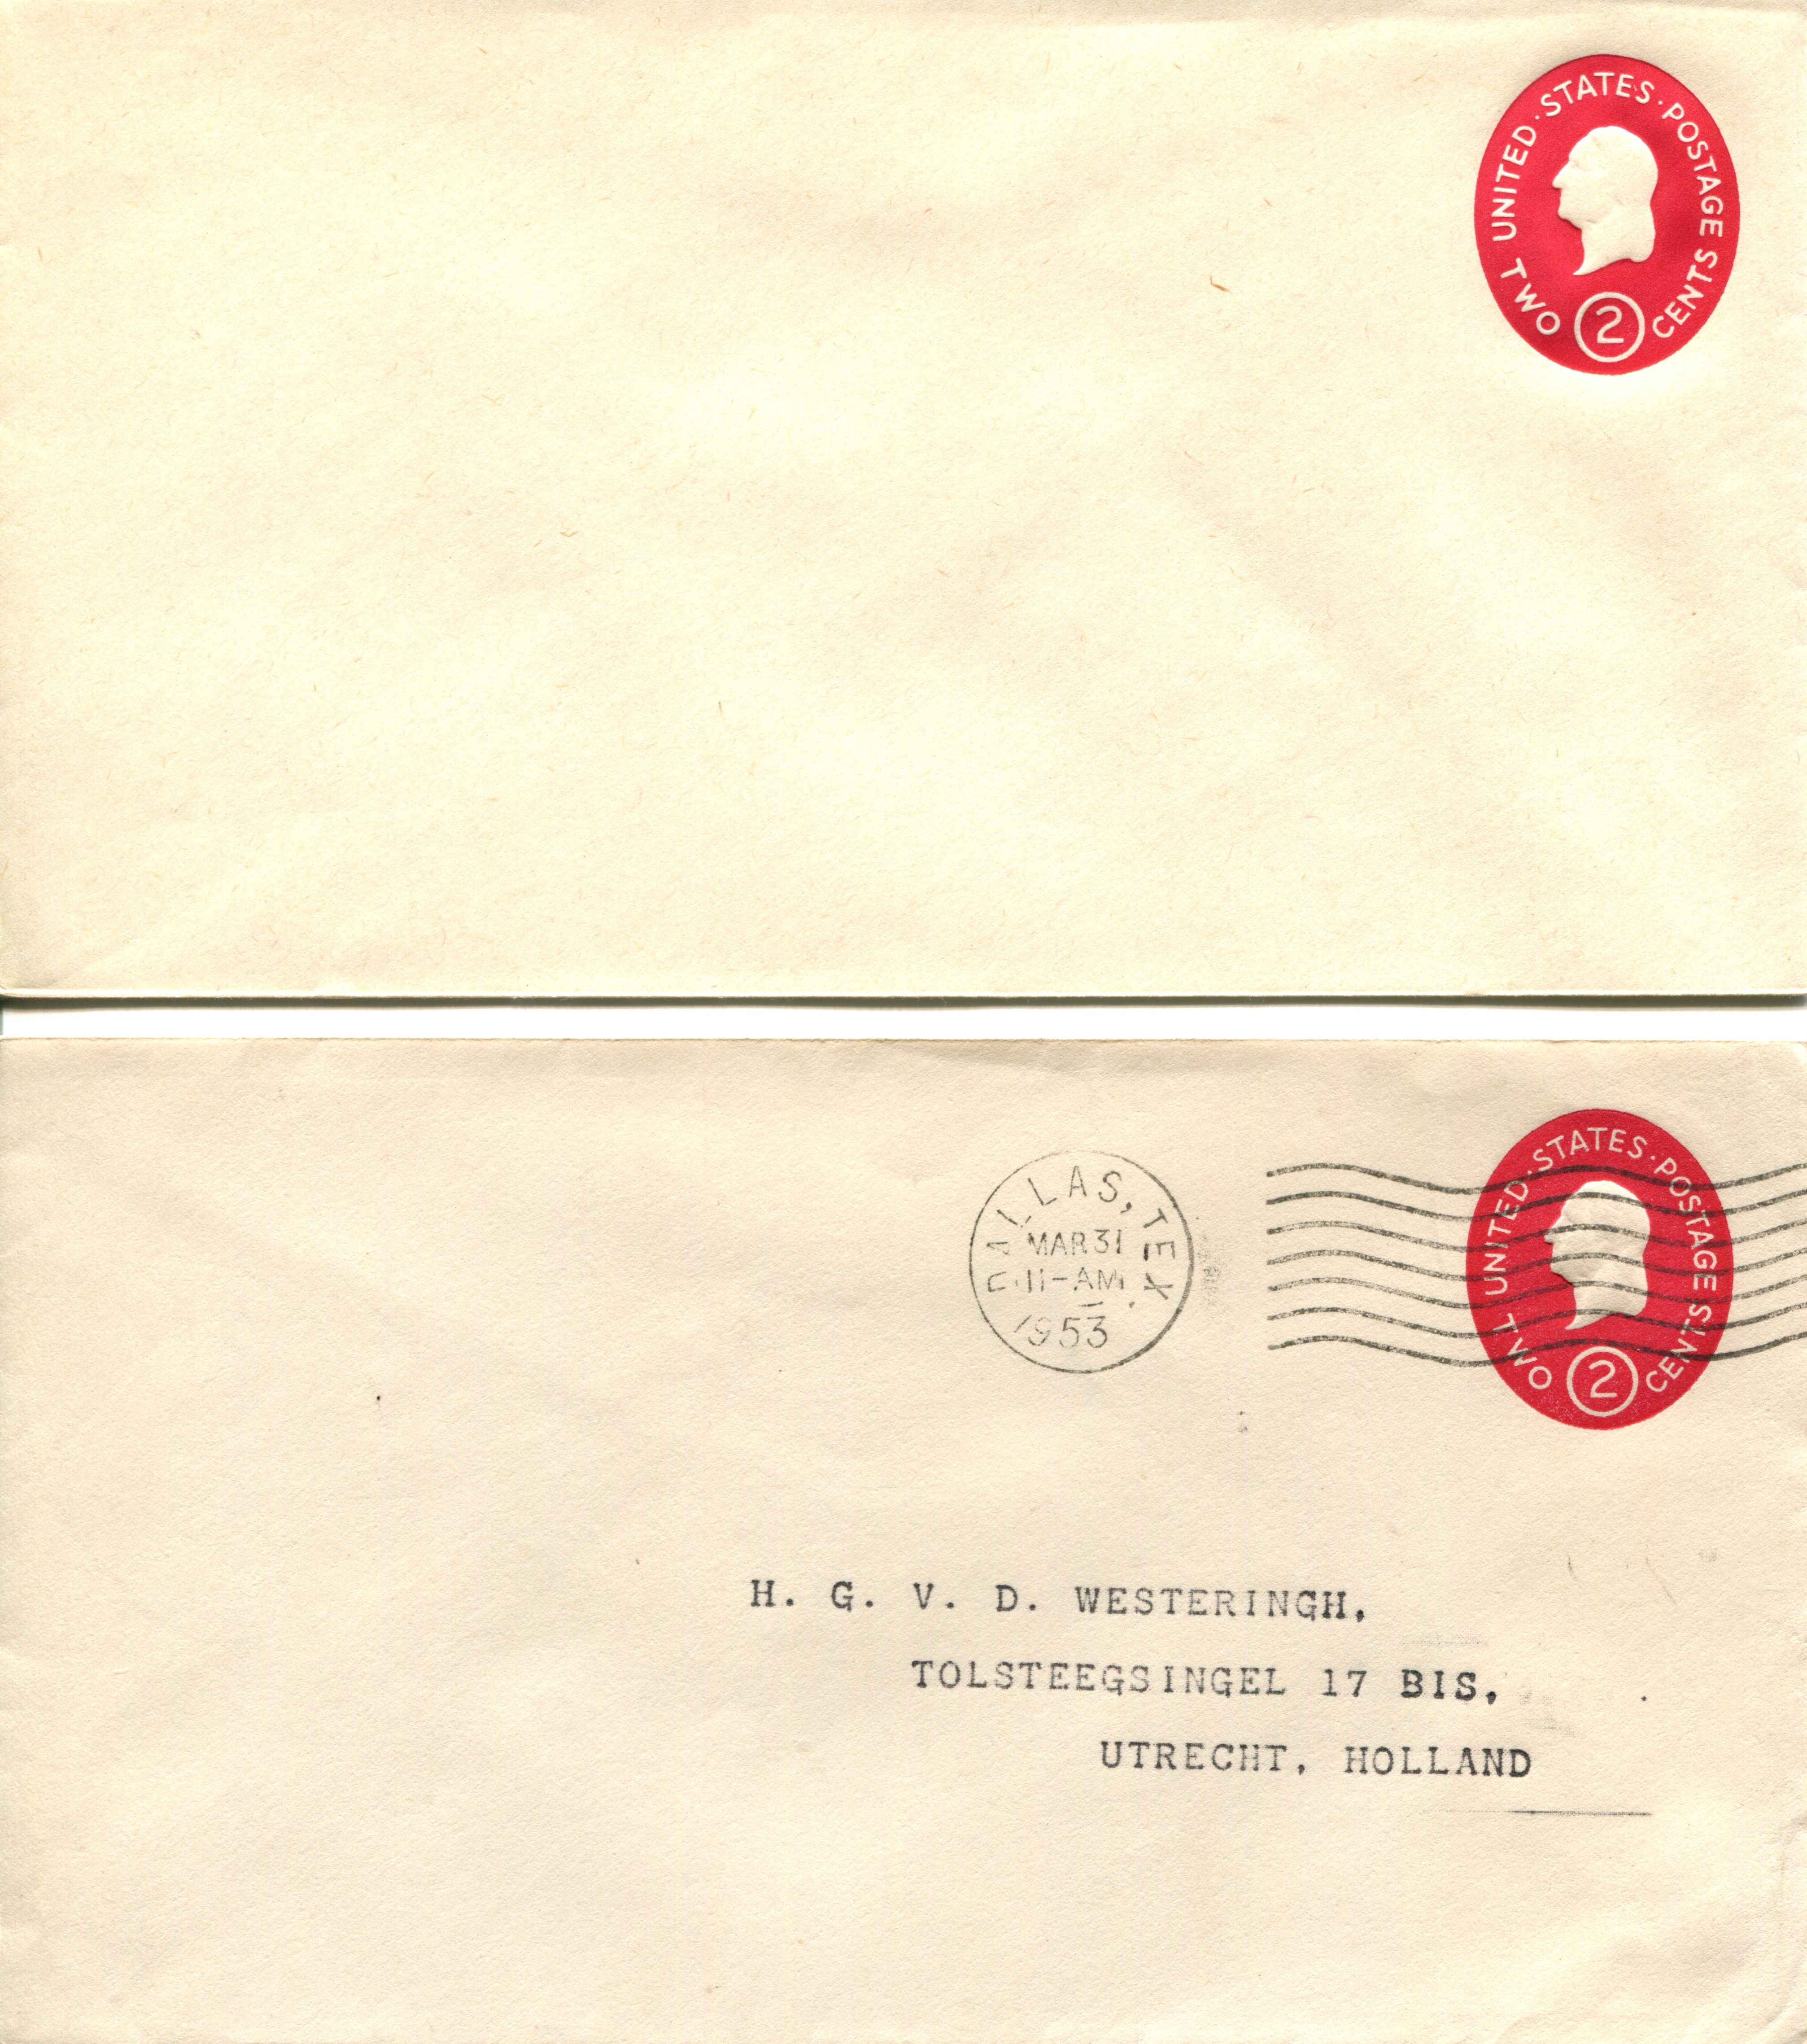 UNITED · STATES · POSTAGE
TWO 2 CENTS
DALLAS, TEX.
MAR 31
11-AM
1953
UNITED · STATES · POSTAGE
TWO 2 CENTS
H. G. V. D. WESTERINGH,
TOLSTEEGSINGEL 17 BIS,
UTRECHT, HOLLAND